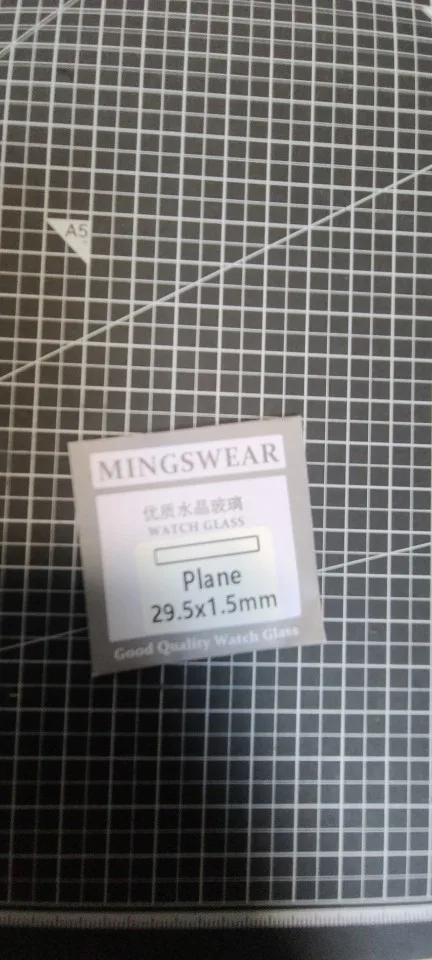 A5
MINGSWEAR
优质水晶玻璃
WATCH GLASS
Plane
29.5x1.5mm
Good Quality Watch Glass